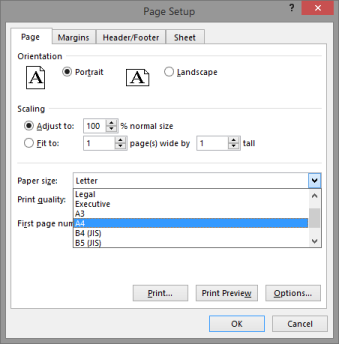 Page Setup
? ×
Page Margins Header/Footer Sheet
Orientation
A Portrait A Landscape
Scaling
Adjust to: 100 % normal size
Fit to: 1 page(s) wide by 1 tall
Paper size: Letter
Print quality: Legal
Executive
A3
First page num A4
B4 (JIS)
B5 (JIS)
Print... Print Preview Options...
OK Cancel